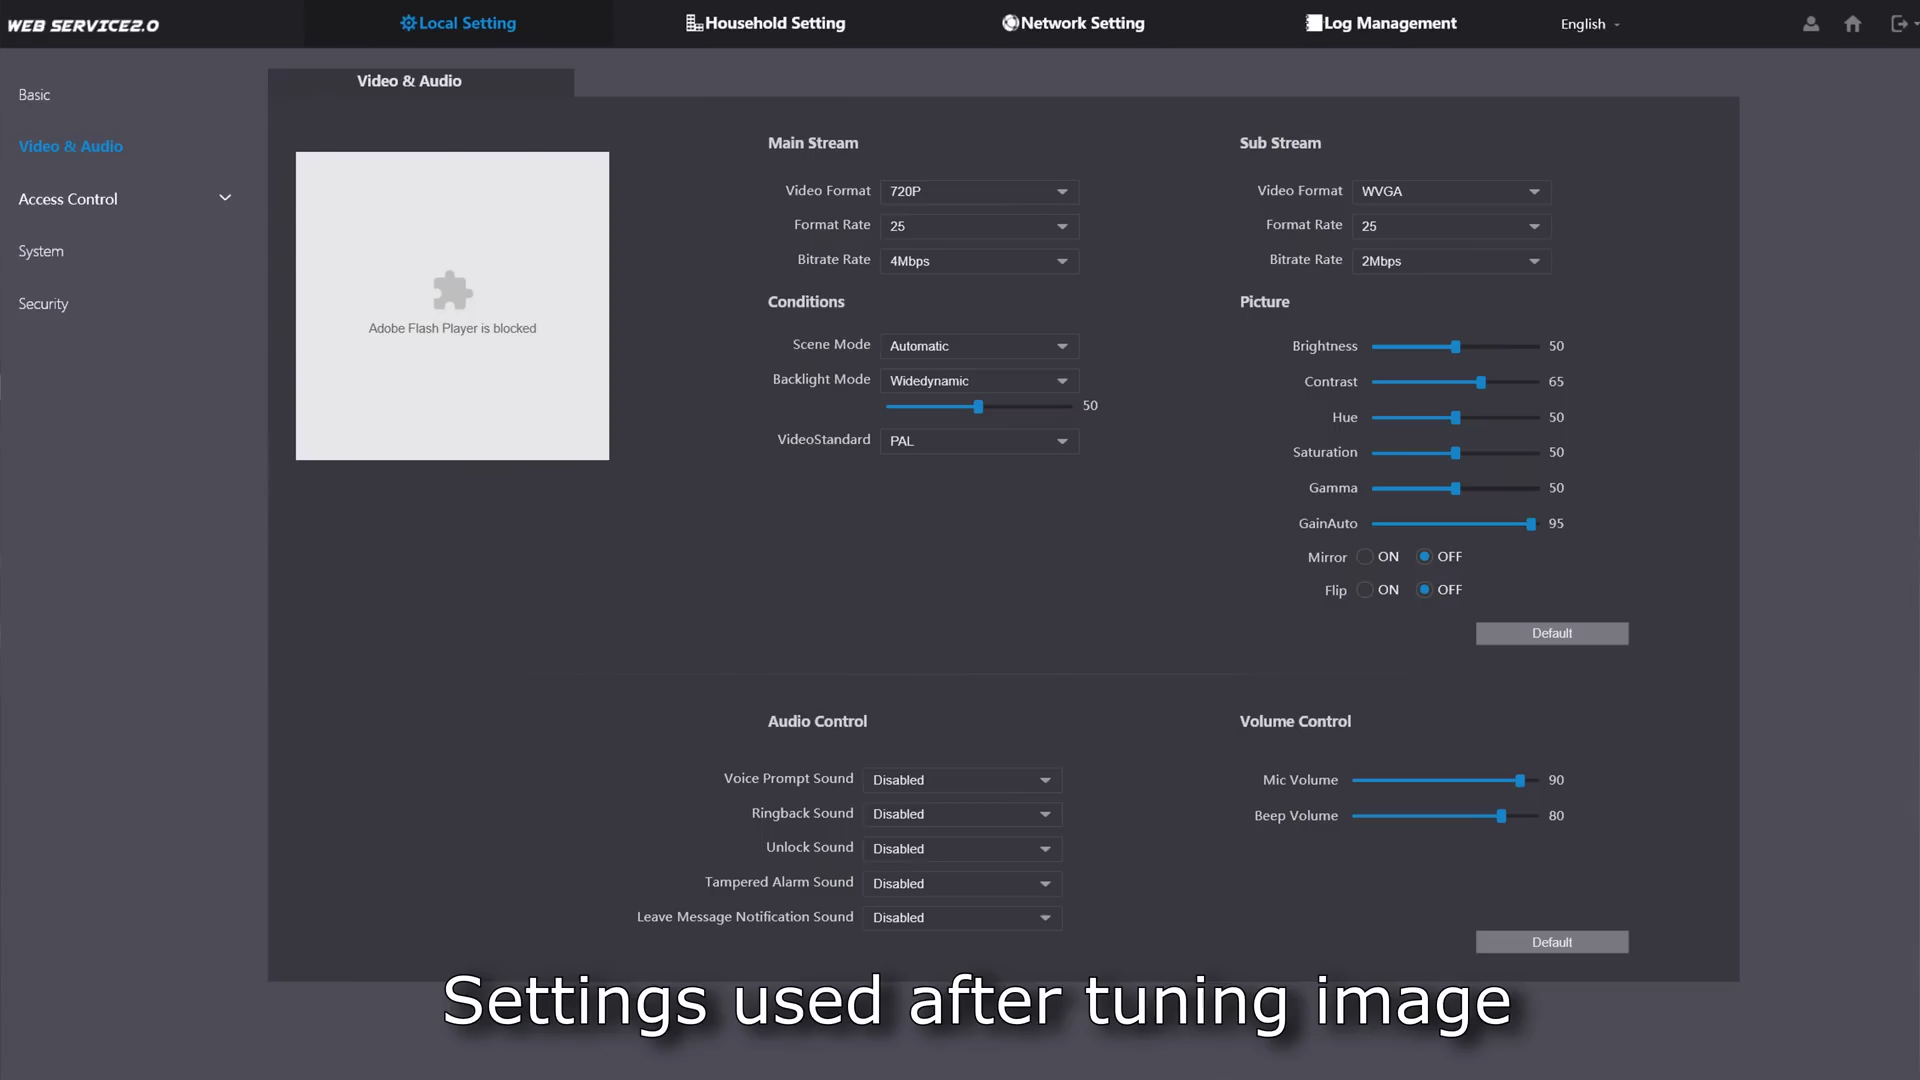 WEB SERVICE2.0
Local Setting
Household Setting
Network Setting
Log Management
English
Basic
Video & Audio
Access Control
System
Security
Video & Audio
Adobe Flash Player is blocked
Main Stream
Video Format 720P
Format Rate 25
Bitrate Rate 4Mbps
Conditions
Scene Mode Automatic
Backlight Mode Widedynamic
50
VideoStandard PAL
Sub Stream
Video Format WVGA
Format Rate 25
Bitrate Rate 2Mbps
Picture
Brightness 50
Contrast 65
Hue 50
Saturation 50
Gamma 50
GainAuto 95
Mirror ON OFF
Flip ON OFF
Default
Audio Control
Voice Prompt Sound Disabled
Ringback Sound Disabled
Unlock Sound Disabled
Tampered Alarm Sound Disabled
Leave Message Notification Sound Disabled
Volume Control
Mic Volume 90
Beep Volume 80
Default
Settings used after tuning image